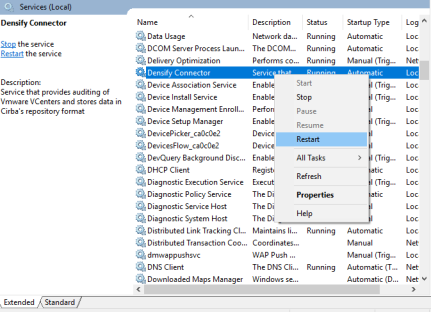 Services (Local)
Densify Connector
Stop the service
Restart the service
Description:
Service that provides auditing of
Vmware VCenters and stores data in
Cirba's repository format
Name Description Status Startup Type Log
Data Usage Network da... Running Automatic Loc
DCOM Server Process Laun... The DCOM... Running Automatic Loc
Delivery Optimization Performs co... Running Manual (Trig... Net
Densify Connector Service that Running Automatic Loc
Device Association Service Enable (Trig... Loc
Device Install Service Enable (Trig... Loc
Device Management Enroll... Perfor Loc
Device Setup Manager Enable (Trig... Loc
DevicePicker_ca0c0e2 Device Loc
DevicesFlow_ca0c0e2 Device Loc
DevQuery Background Disc... Enable (Trig... Loc
DHCP Client Regist Loc
Diagnostic Execution Service Execut (Trig... Loc
Diagnostic Policy Service The Di Loc
Diagnostic Service Host The Di Loc
Diagnostic System Host The Di Loc
Distributed Link Tracking Cl... Maintains li... Running Automatic Loc
Distributed Transaction Coo... Coordinates... Manual Net
dmwappushsvc WAP Push ... Manual (Trig... Loc
DNS Client The DNS Cli... Running Automatic (T... Net
Downloaded Maps Manager Windows se... Automatic (D... Net
Start
Stop
Pause
Resume
Restart
All Tasks
Refresh
Properties
Help
Extended Standard